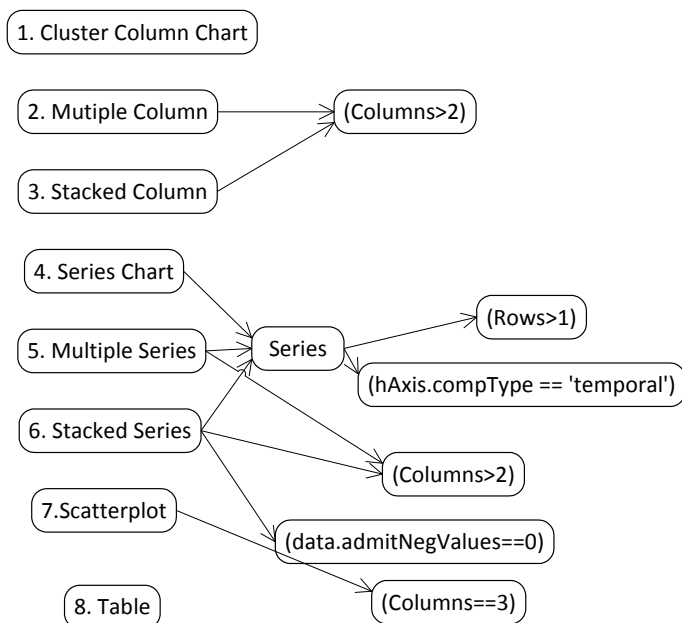 1. Cluster Column Chart
2. Mutiple Column
(Columns>2)
3. Stacked Column
4. Series Chart
(Rows>1)
5. Multiple Series
Series
(hAxis.compType == 'temporal')
6. Stacked Series
(Columns>2)
7.Scatterplot
(data.admitNegValues==0)
8. Table
(Columns==3)